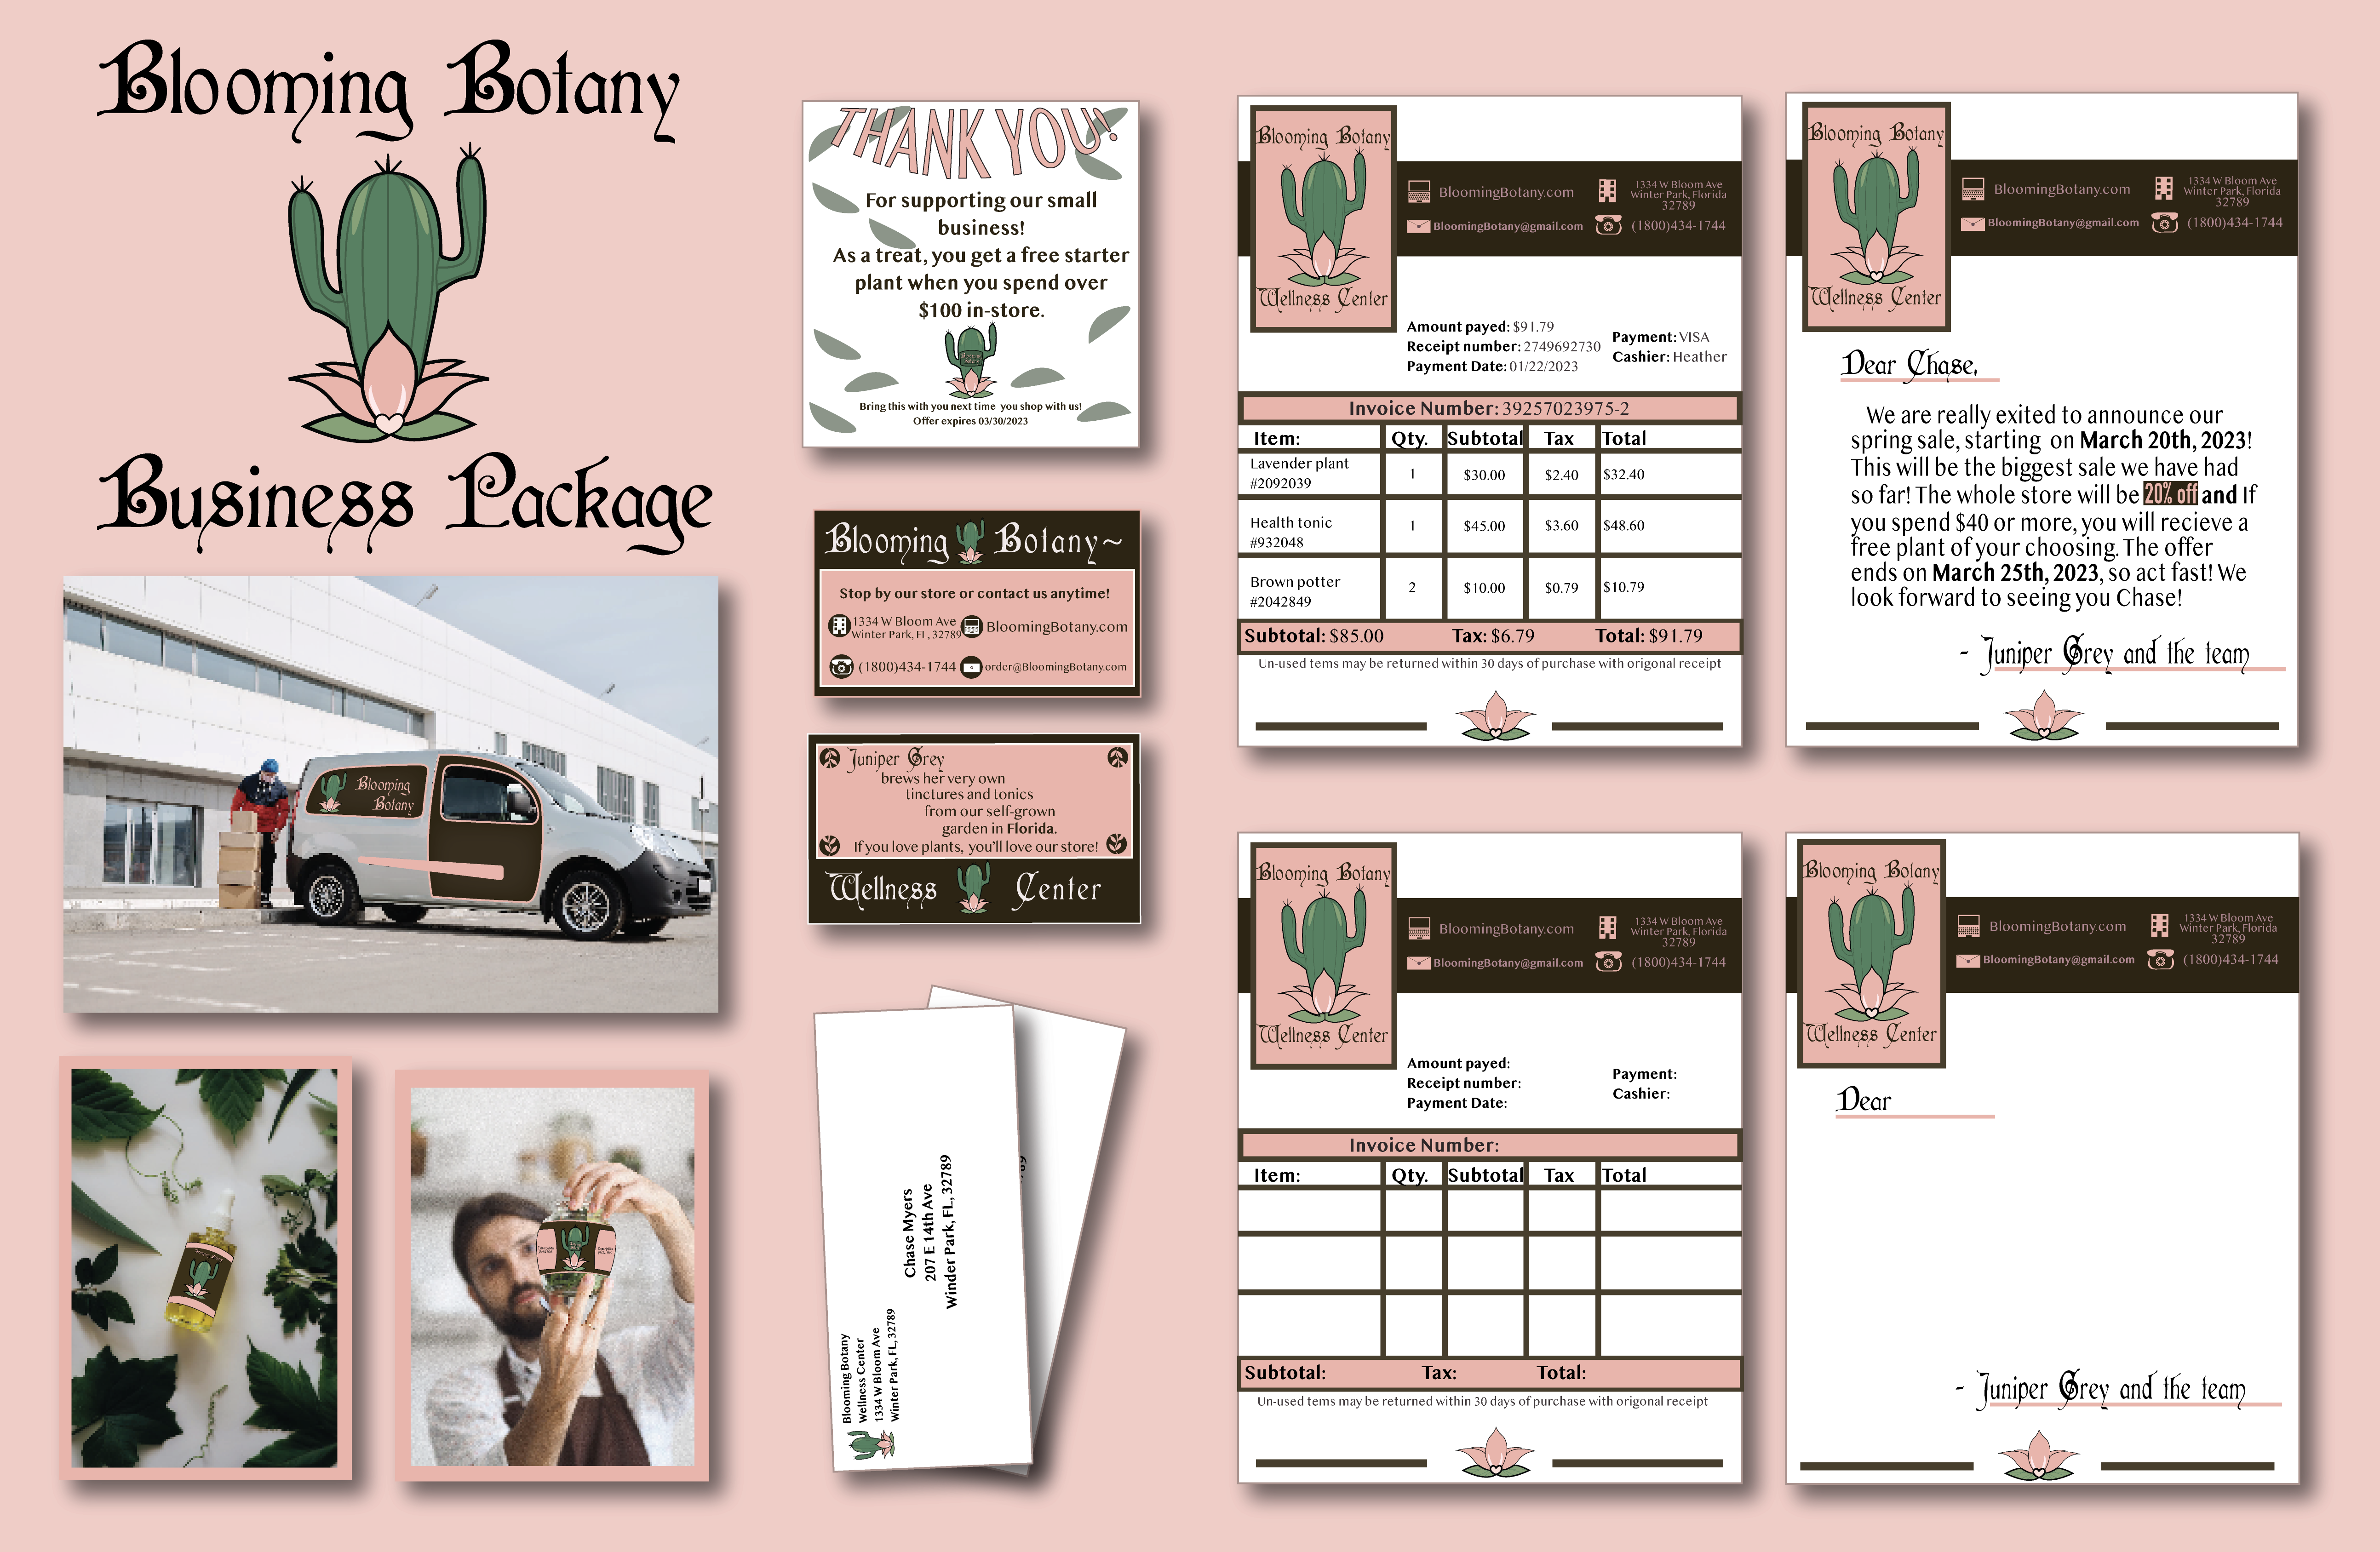 Blooming Botany
Business Package
Blooming
Botany
THANK YOU!
For supporting our small
business!
As a treat, you get a free starter
plant when you spend over
$100 in-store.
Bring this with you next time you shop with us!
Offer expires 03/30/2023
Blooming Botany~
Stop by our store or contact us anytime!
1334 W Bloom Ave
Winter Park, FL, 32789
BloomingBotany.com
(1800)434-1744
order@BloomingBotany.com
Juniper Grey
brews her very own
tinctures and tonics
from our self-grown
garden in Florida.
If you love plants, you'll love our store!
Wellness Center
Chase Myers
207 E 14th Ave
Winder Park, FL, 32789
Blooming Botany
Wellness Center
1334 W Bloom Ave
Winter Park, FL, 32789
Blooming Botany
Wellness Center
BloomingBotany.com
1334 W Bloom Ave
Winter Park, Florida
32789
BloomingBotany@gmail.com
(1800)434-1744
Amount payed: $91.79
Receipt number: 2749692730
Payment Date: 01/22/2023
Payment: VISA
Cashier: Heather
Invoice Number: 39257023975-2
Item: Qty. Subtotal Tax Total
Lavender plant
#2092039
1 $30.00 $2.40 $32.40
Health tonic
#932048
1 $45.00 $3.60 $48.60
Brown potter
#2042849
2 $10.00 $0.79 $10.79
Subtotal: $85.00 Tax: $6.79 Total: $91.79
Un-used tems may be returned within 30 days of purchase with origonal receipt
Blooming Botany
Wellness Center
BloomingBotany.com
1334 W Bloom Ave
Winter Park, Florida
32789
BloomingBotany@gmail.com
(1800)434-1744
Dear Chase,
We are really exited to announce our
spring sale, starting on March 20th, 2023!
This will be the biggest sale we have had
so far! The whole store will be 20% off and If
you spend $40 or more, you will recieve a
free plant of your choosing. The offer
ends on March 25th, 2023, so act fast! We
look forward to seeing you Chase!
- Juniper Grey and the team
Blooming Botany
Wellness Center
BloomingBotany.com
1334 W Bloom Ave
Winter Park, Florida
32789
BloomingBotany@gmail.com
(1800)434-1744
Amount payed:
Receipt number:
Payment Date:
Payment:
Cashier:
Invoice Number:
Item: Qty. Subtotal Tax Total
Subtotal: Tax: Total:
Un-used tems may be returned within 30 days of purchase with origonal receipt
Blooming Botany
Wellness Center
BloomingBotany.com
1334 W Bloom Ave
Winter Park, Florida
32789
BloomingBotany@gmail.com
(1800)434-1744
Dear
- Juniper Grey and the team